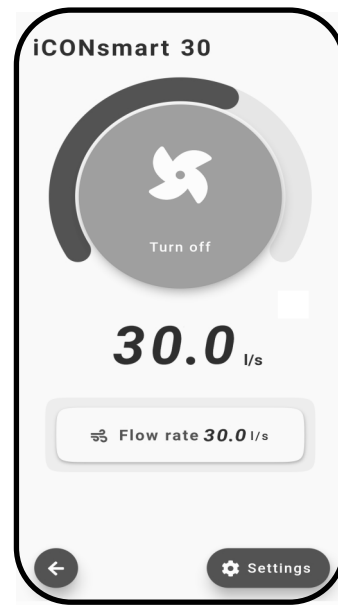 iCONsmart 30
Turn off
30.0 l/s
Flow rate 30.0 l/s
Settings